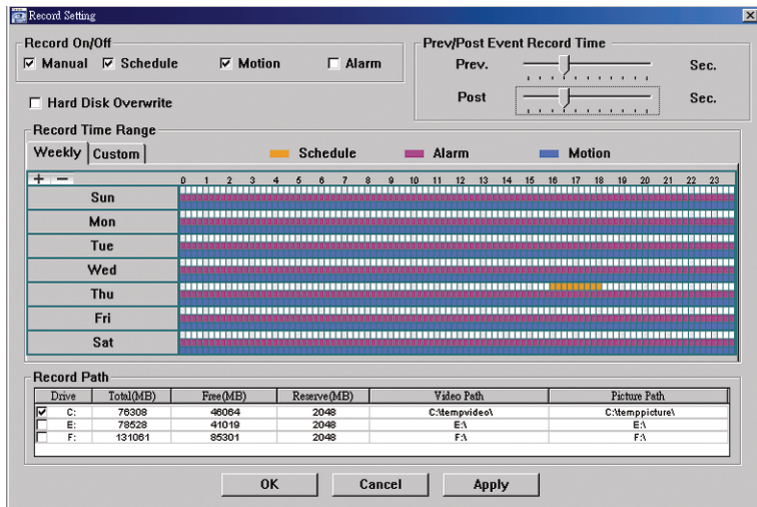 Record Setting
Record On/Off
Manual Schedule Motion Alarm
Prev/Post Event Record Time
Prev. Sec.
Post Sec.
Hard Disk Overwrite
Record Time Range
Weekly Custom
Schedule Alarm Motion
+ − 0 1 2 3 4 5 6 7 8 9 10 11 12 13 14 15 16 17 18 19 20 21 22 23
Sun
Mon
Tue
Wed
Thu
Fri
Sat
Record Path
Drive Total(MB) Free(MB) Reserve(MB) Video Path Picture Path
C: 76308 46064 2048 C:\tempvideo\ C:\temppicture\
E: 78528 41019 2048 E:\ E:\
F: 131061 85301 2048 F:\ F:\
OK Cancel Apply